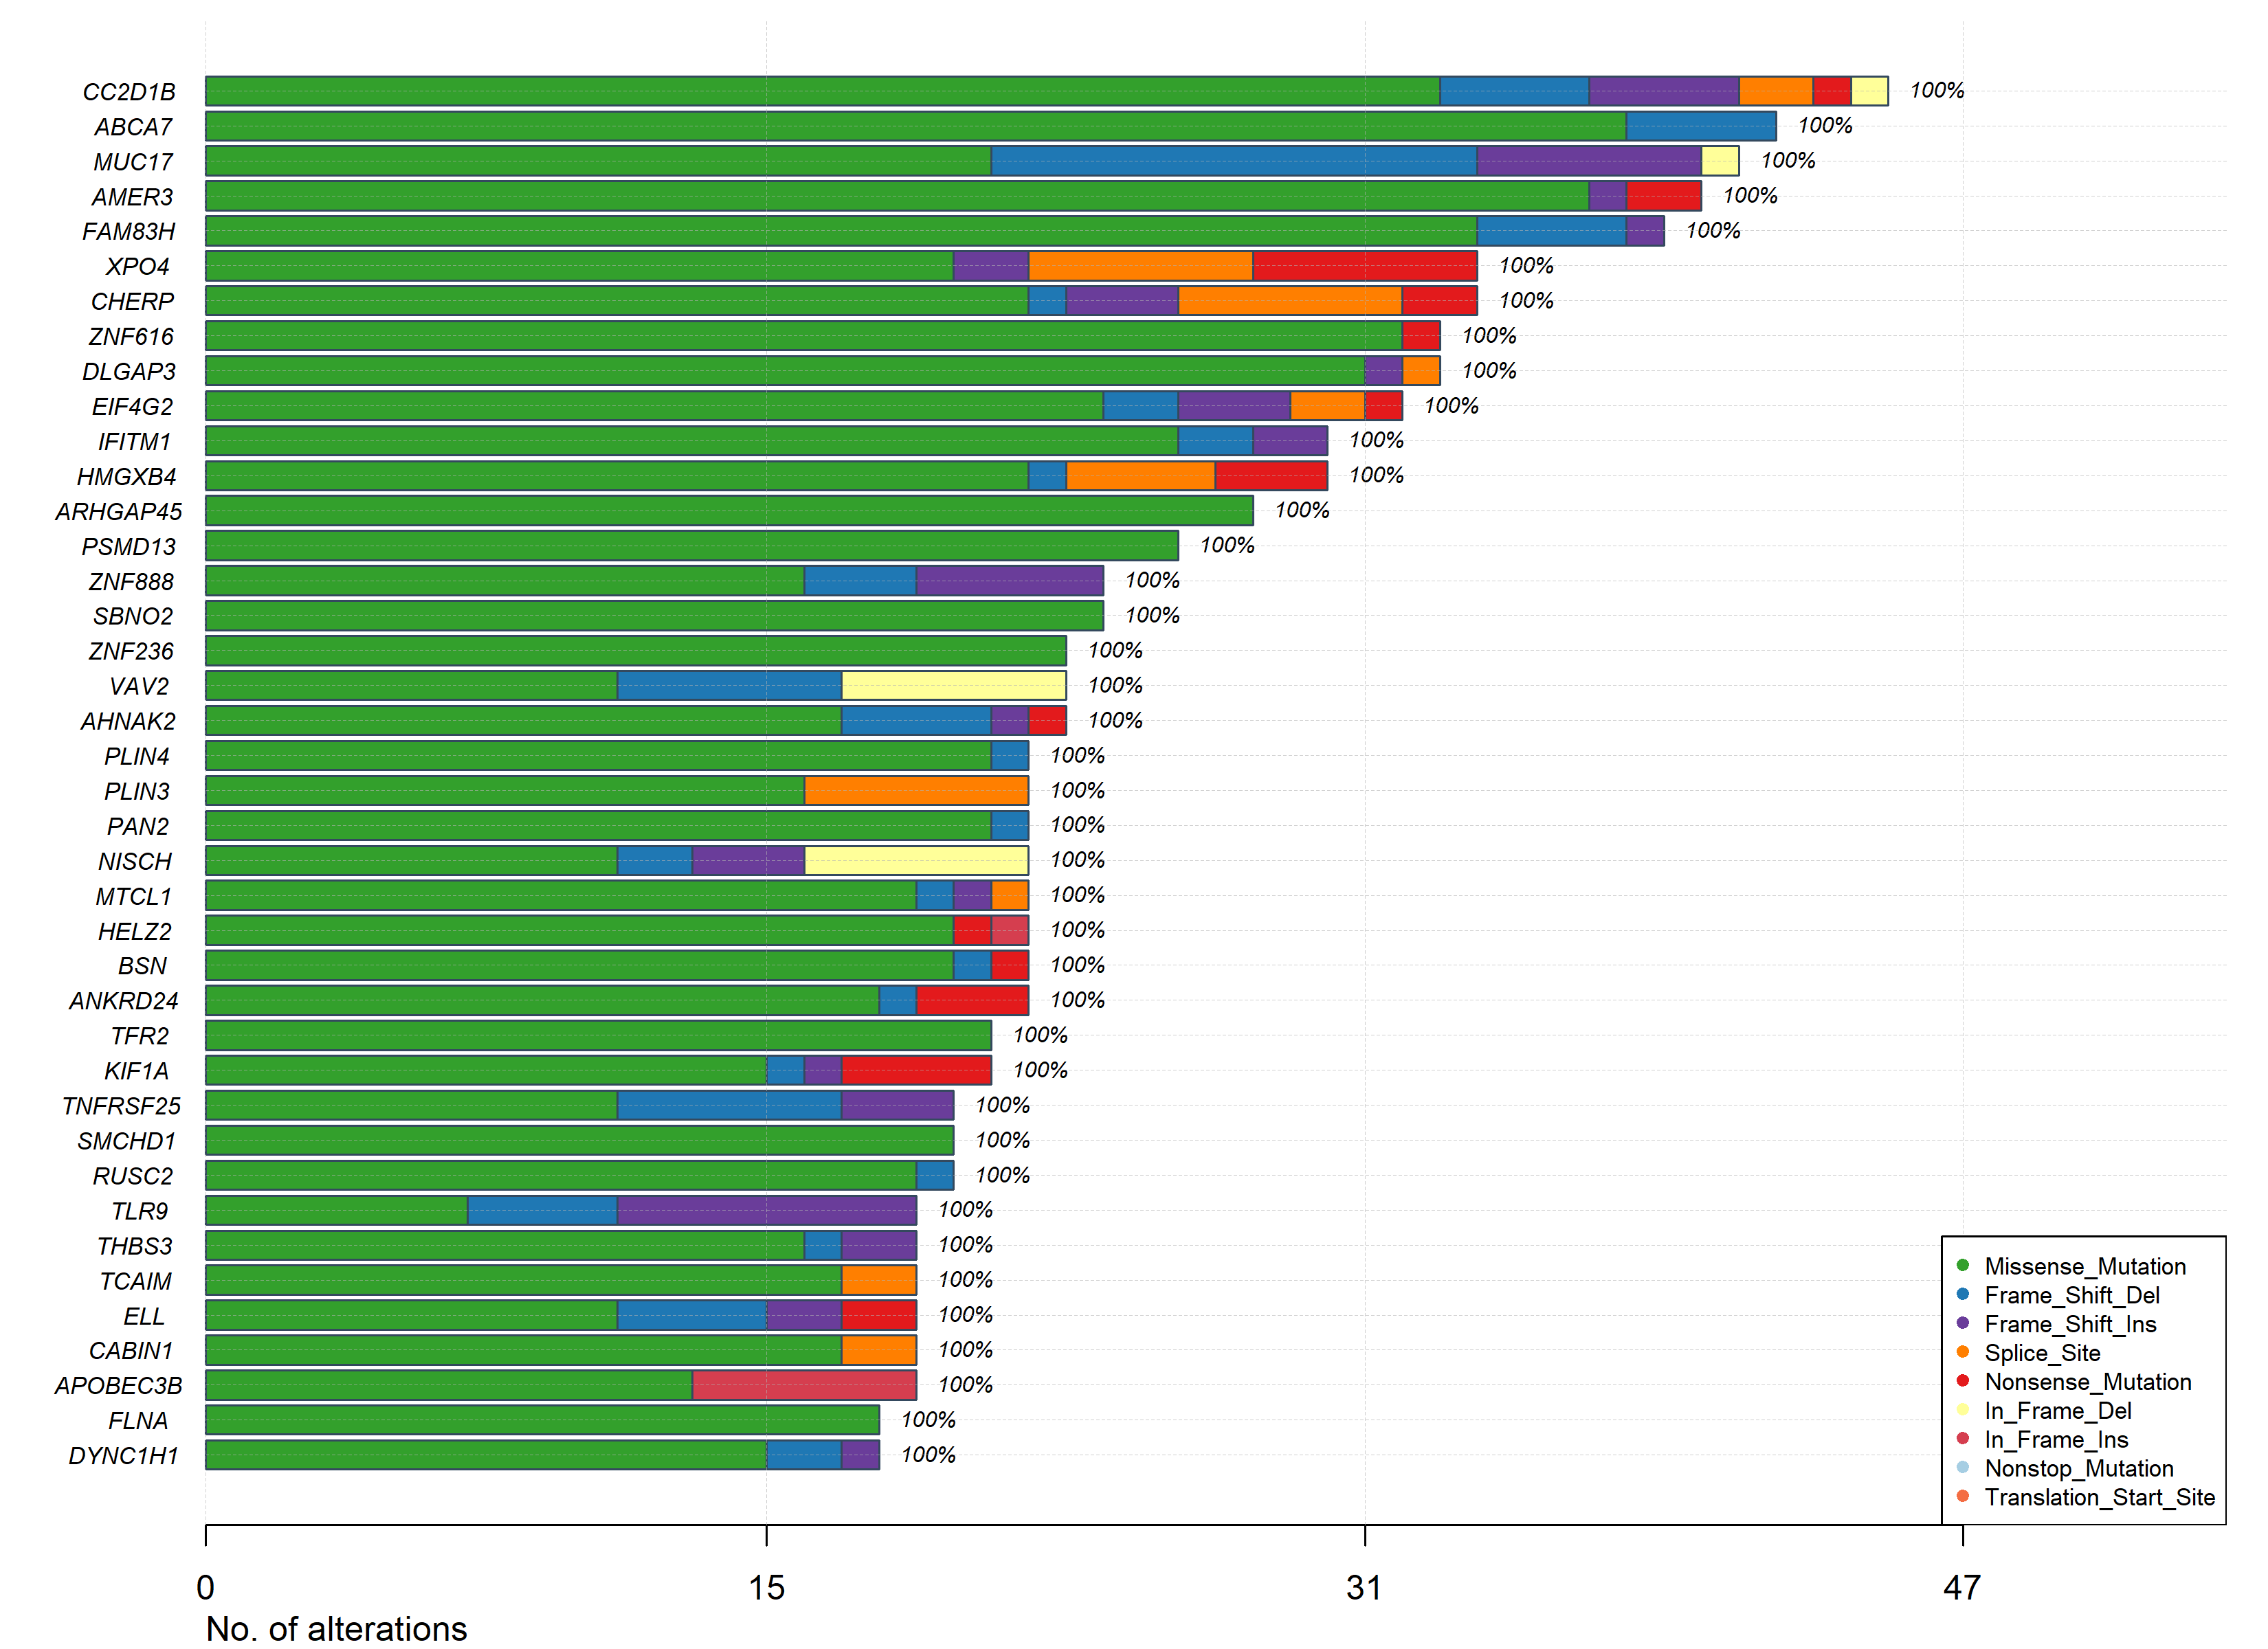 CC2D1B 100%
ABCA7 100%
MUC17 100%
AMER3 100%
FAM83H 100%
XPO4 100%
CHERP 100%
ZNF616 100%
DLGAP3 100%
EIF4G2 100%
IFITM1 100%
HMGXB4 100%
ARHGAP45 100%
PSMD13 100%
ZNF888 100%
SBNO2 100%
ZNF236 100%
VAV2 100%
AHNAK2 100%
PLIN4 100%
PLIN3 100%
PAN2 100%
NISCH 100%
MTCL1 100%
HELZ2 100%
BSN 100%
ANKRD24 100%
TFR2 100%
KIF1A 100%
TNFRSF25 100%
SMCHD1 100%
RUSC2 100%
TLR9 100%
THBS3 100%
TCAIM 100%
ELL 100%
CABIN1 100%
APOBEC3B 100%
FLNA 100%
DYNC1H1 100%
Missense_Mutation
Frame_Shift_Del
Frame_Shift_Ins
Splice_Site
Nonsense_Mutation
In_Frame_Del
In_Frame_Ins
Nonstop_Mutation
Translation_Start_Site
0 15 31 47
No. of alterations